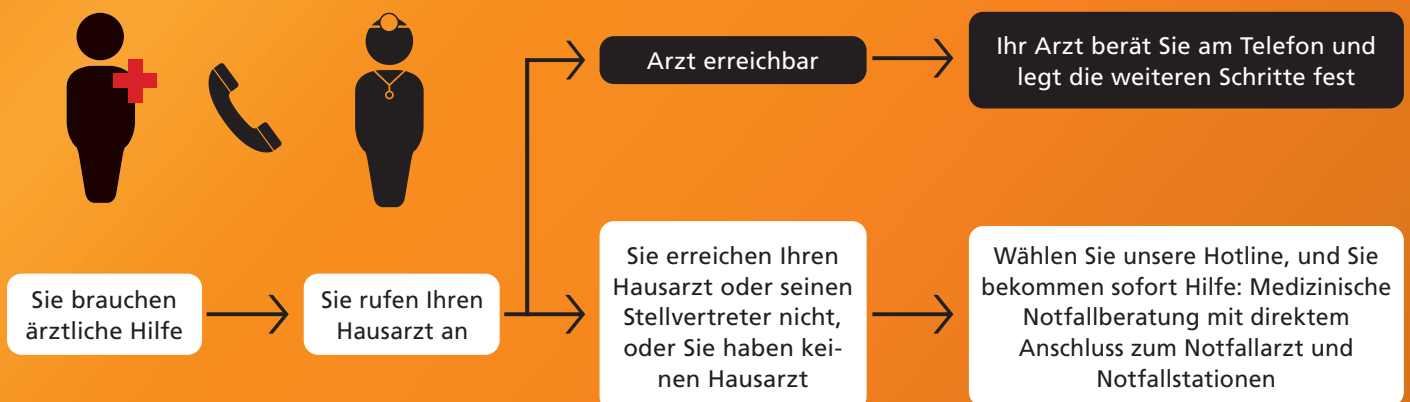 Arzt erreichbar
Ihr Arzt berät Sie am Telefon und
legt die weiteren Schritte fest
Sie brauchen
ärztliche Hilfe
Sie rufen Ihren
Hausarzt an
Sie erreichen Ihren
Hausarzt oder seinen
Stellvertreter nicht,
oder Sie haben kei-
nen Hausarzt
Wählen Sie unsere Hotline, und Sie
bekommen sofort Hilfe: Medizinische
Notfallberatung mit direktem
Anschluss zum Notfallarzt und
Notfallstationen